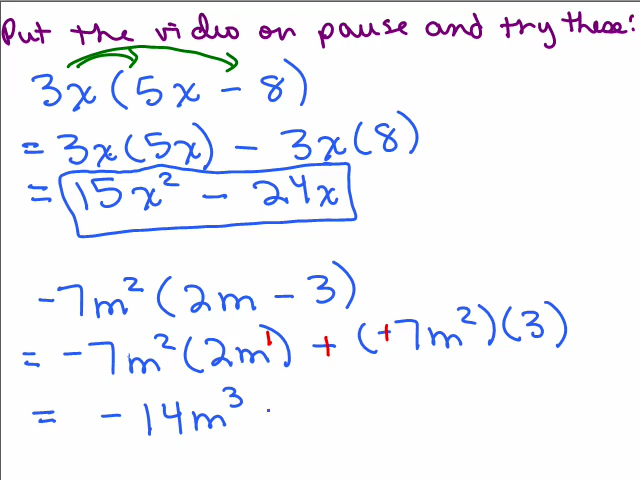 Put the video on pause and try these:
3x(5x - 8)
= 3x(5x) - 3x(8)
= 15x² - 24x
-7m²(2m - 3)
= -7m²(2m¹) + (+7m²)(3)
= -14m³